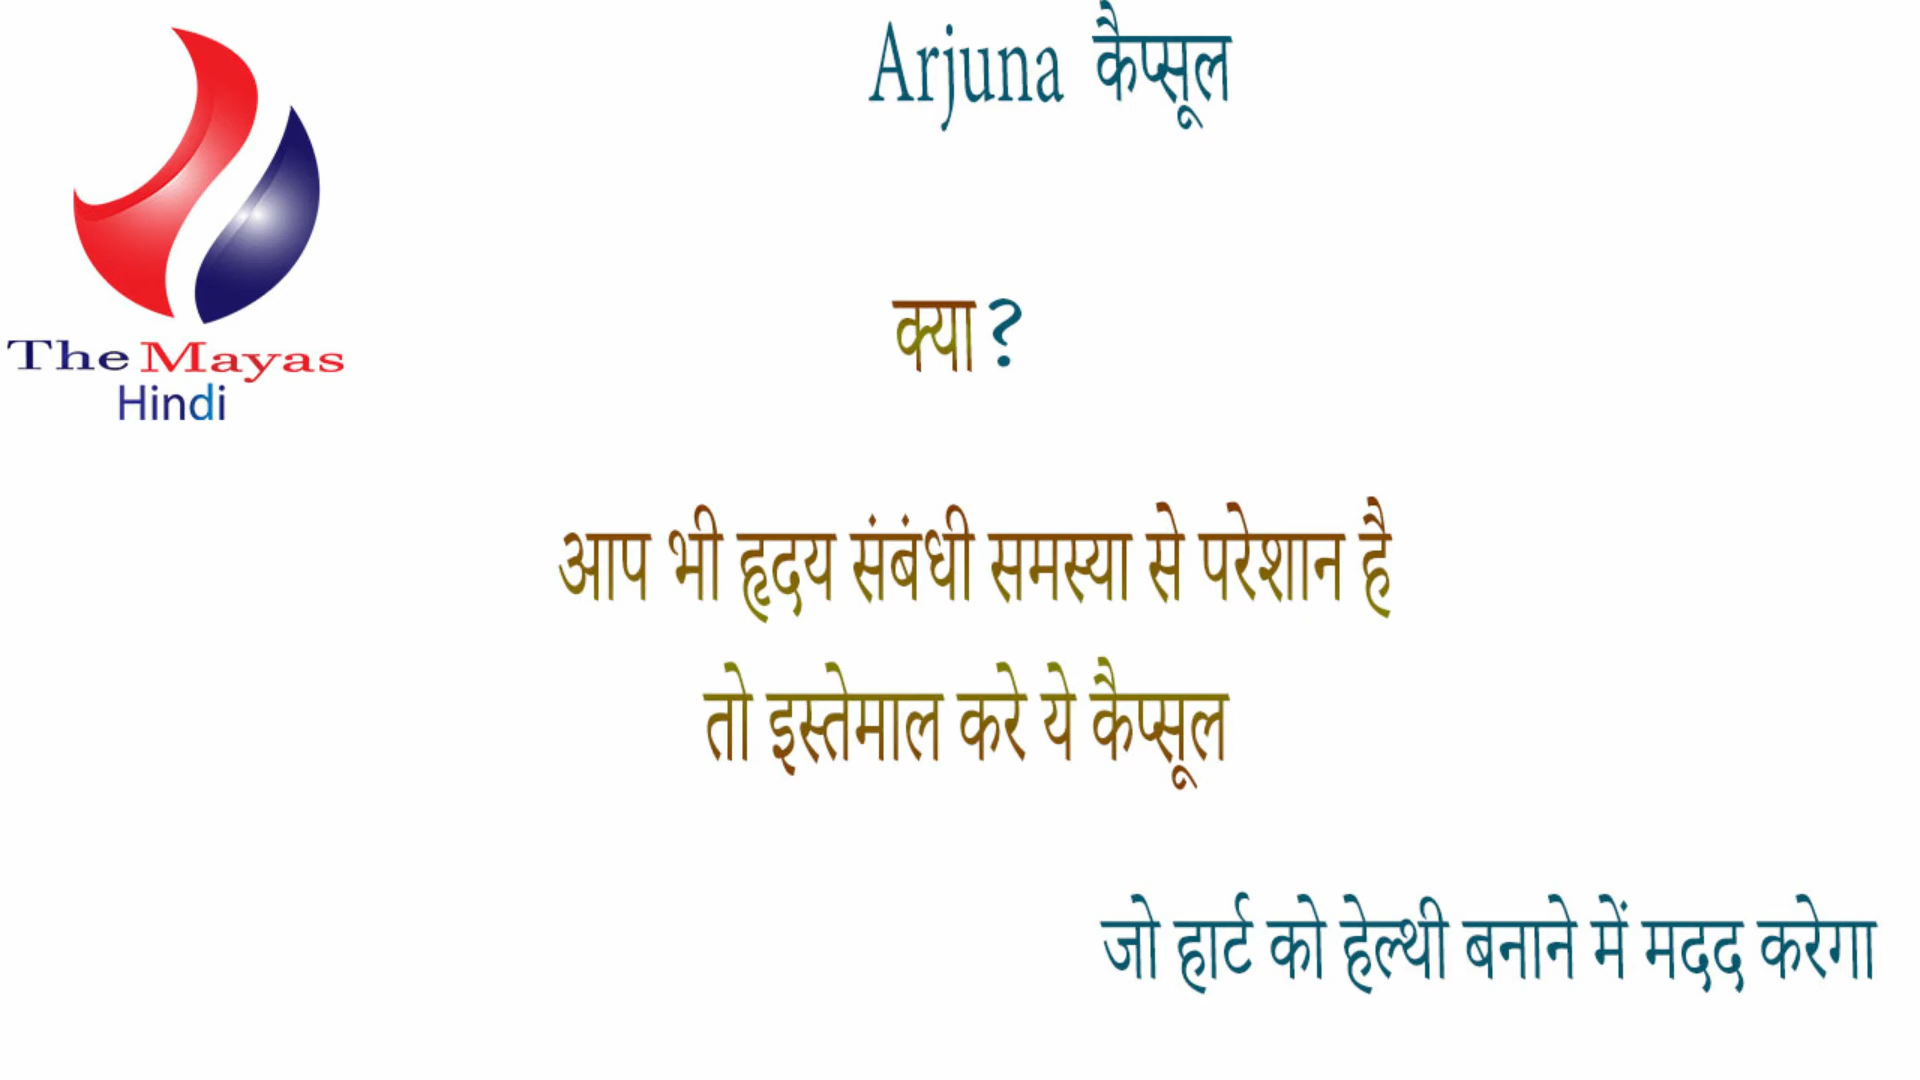 Arjuna कैप्सूल
The Mayas
Hindi
क्या ?
आप भी हृदय संबंधी समस्या से परेशान है
तो इस्तेमाल करे ये कैप्सूल
जो हार्ट को हेल्थी बनाने में मदद करेगा